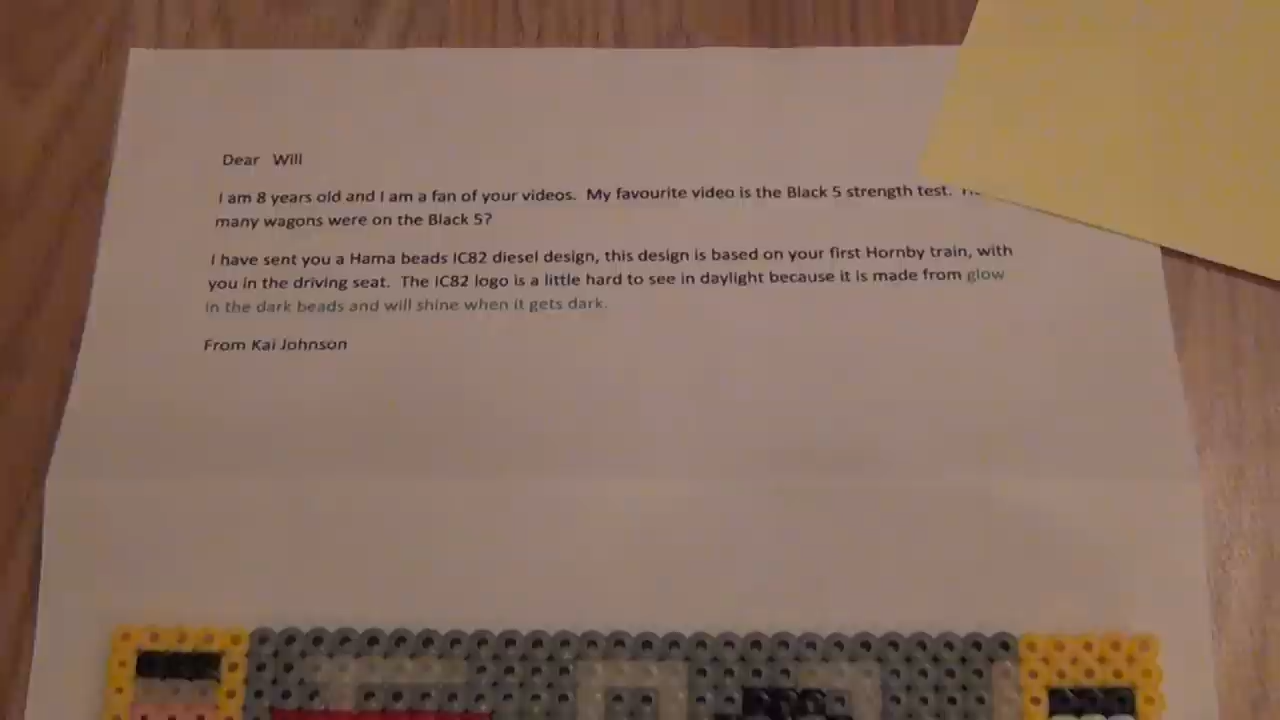 Dear Will
I am 8 years old and I am a fan of your videos. My favourite video is the Black 5 strength test.
many wagons were on the Black 5?
I have sent you a Hama beads IC82 diesel design, this design is based on your first Hornby train, with
you in the driving seat. The IC82 logo is a little hard to see in daylight because it is made from glow
in the dark beads and will shine when it gets dark.
From Kai Johnson